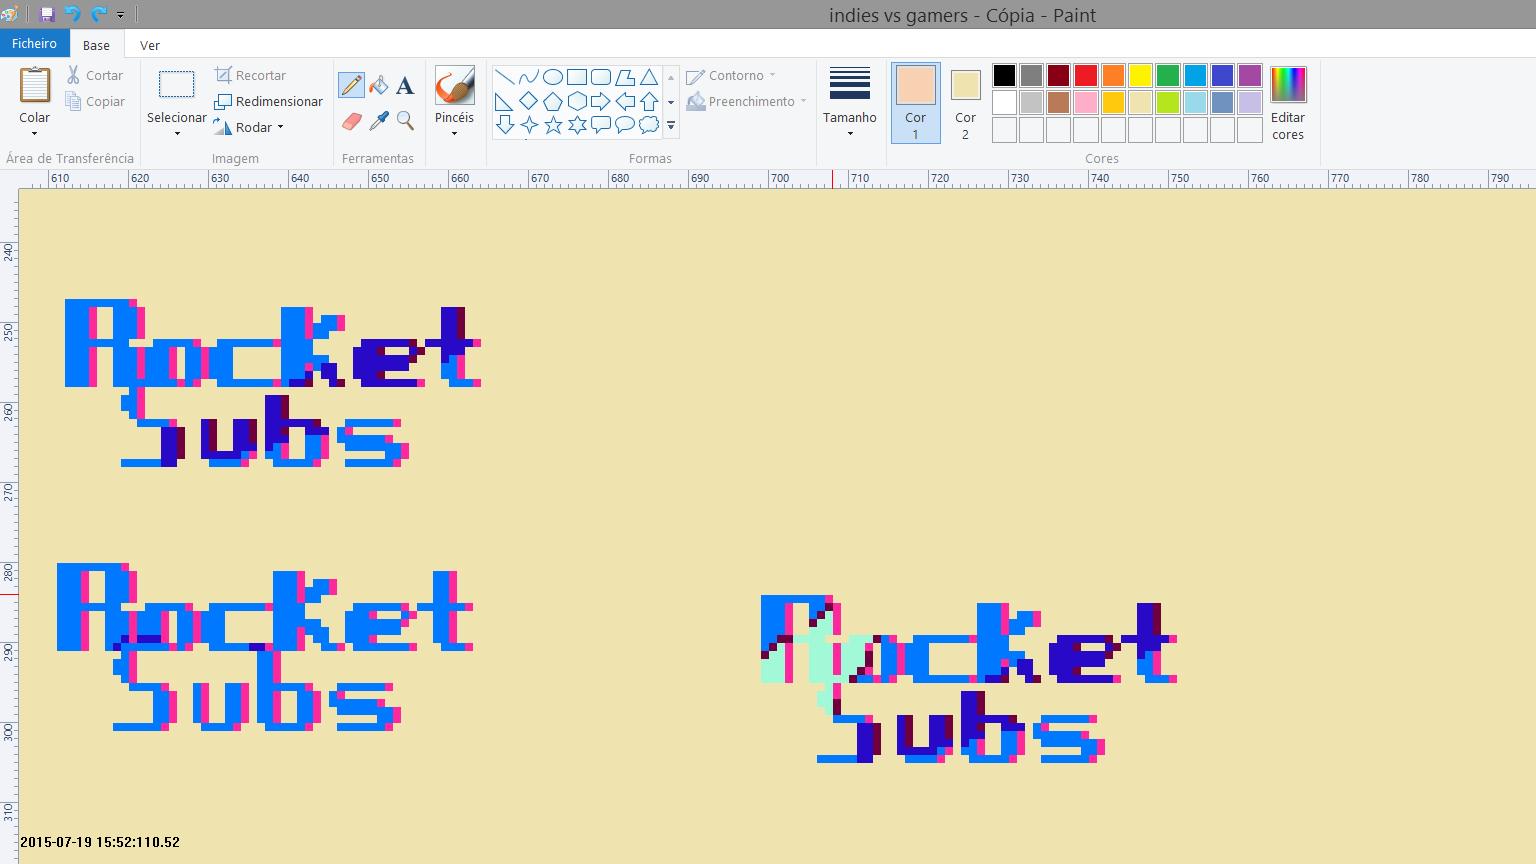 indies vs gamers - Cópia - Paint
Ficheiro Base Ver
Colar
Cortar
Copiar
Área de Transferência
Selecionar
Recortar
Redimensionar
Rodar
Imagem
A
Ferramentas
Pincéis
Contorno
Preenchimento
Formas
Tamanho
Cor 1
Cor 2
Editar cores
Cores
610 620 630 640 650 660 670 680 690 700 710 720 730 740 750 760 770 780 790
240
250
260
270
280
290
300
310
Rocket
Subs
Rocket
Subs
Rocket
Subs
2015-07-19 15:52:110.52